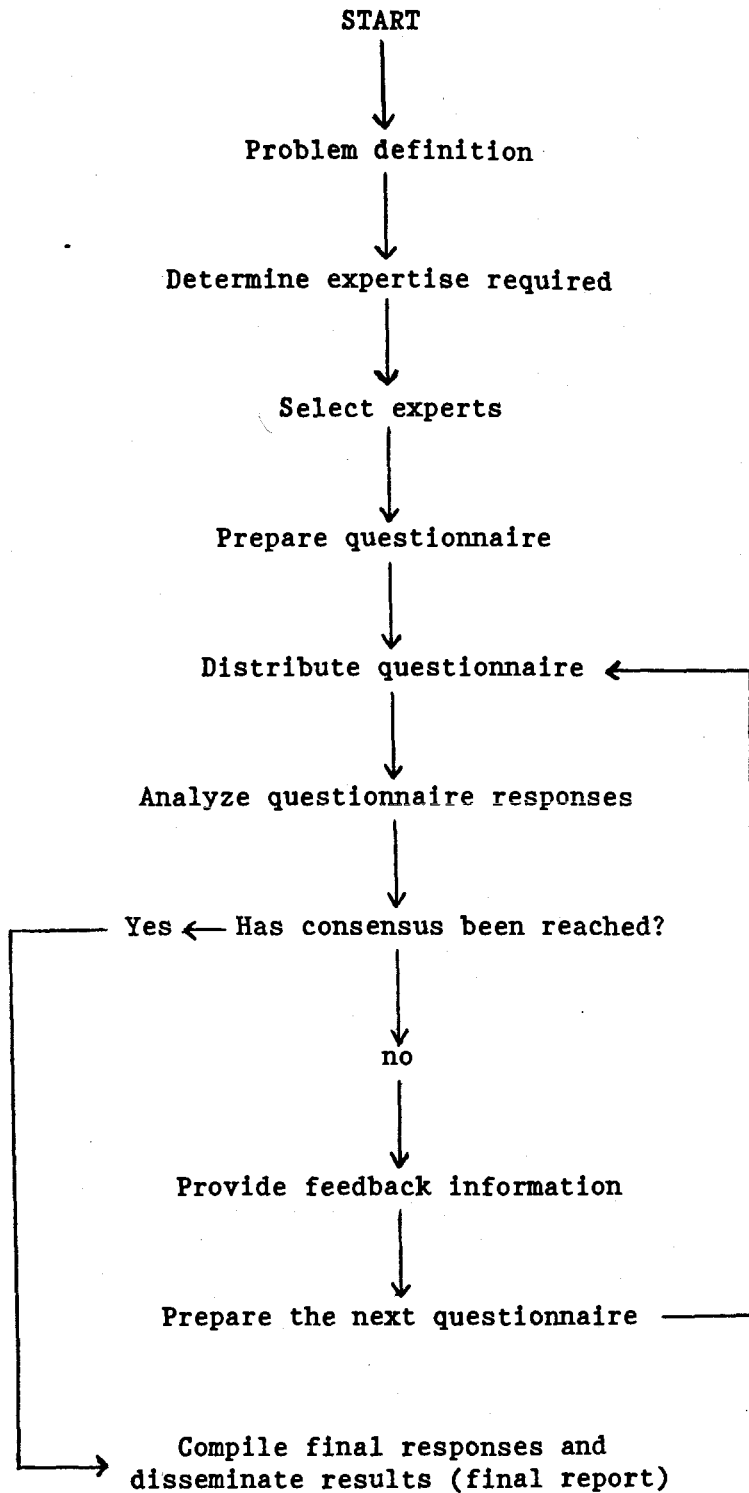 START
Problem definition
Determine expertise required
Select experts
Prepare questionnaire
Distribute questionnaire
Analyze questionnaire responses
Yes Has consensus been reached?
no
Provide feedback information
Prepare the next questionnaire
Compile final responses and
disseminate results (final report)